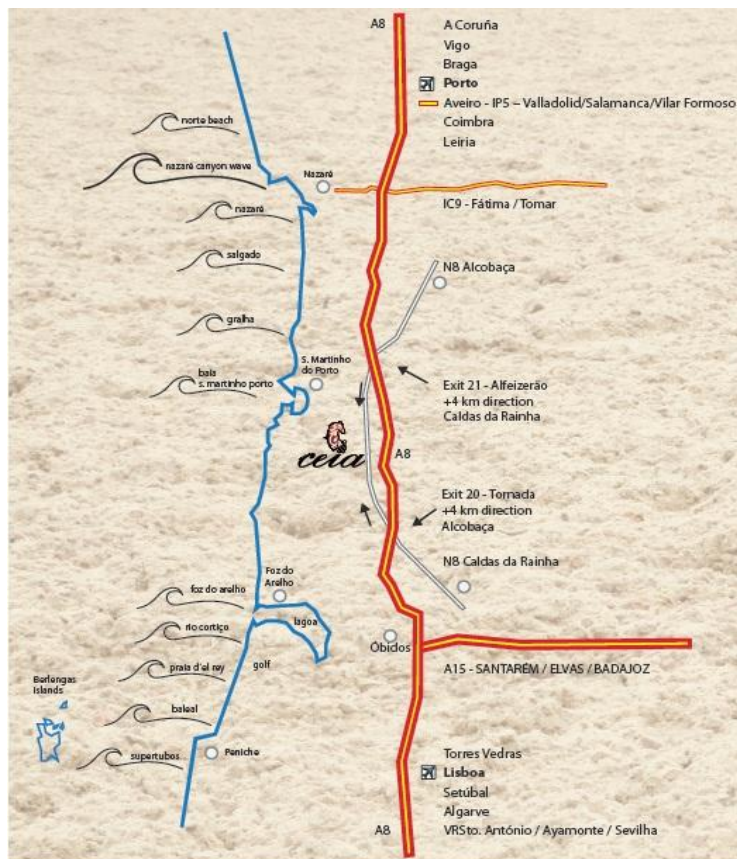 A8
A Coruña
Vigo
Braga
Porto
Aveiro - IP5 – Valladolid/Salamanca/Vilar Formoso
Coimbra
Leiria
norte beach
nazaré canyon wave
Nazaré
IC9 - Fátima / Tomar
nazaré
salgado
N8 Alcobaça
gralha
S. Martinho
do Porto
baía
s. martinho porto
Exit 21 - Alfeizerão
+4 km direction
Caldas da Rainha
ceia
A8
Exit 20 - Tornada
+4 km direction
Alcobaça
N8 Caldas da Rainha
Foz do
Arelho
foz do arelho
lagoa
rio cortiço
Óbidos
golf
praia d'el rey
A15 - SANTARÉM / ELVAS / BADAJOZ
Berlengas
Islands
baleal
supertubos
Peniche
Torres Vedras
Lisboa
Setúbal
Algarve
A8
VRSto. António / Ayamonte / Sevilha